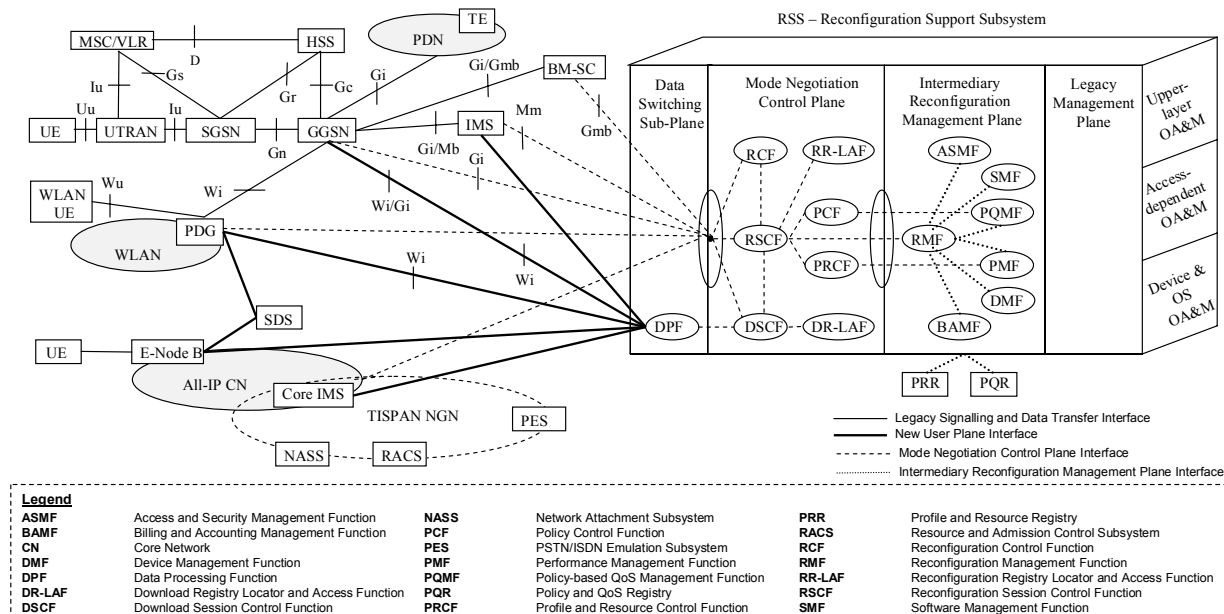 RSS – Reconfiguration Support Subsystem
TE
PDN
MSC/VLR
HSS
D
BM-SC
Gi/Gmb
Gs
Gr
Gc
Gi
Iu
Uu
Iu
Mm
Gmb
UE
UTRAN
SGSN
GGSN
IMS
Gn
Gi/Mb
Gi
Wu
Wi
Wi/Gi
WLAN
UE
PDG
WLAN
Wi
Wi
SDS
UE
E-Node B
All-IP CN
Core IMS
TISPAN NGN
PES
NASS
RACS
Data
Switching
Sub-Plane
Mode Negotiation
Control Plane
Intermediary
Reconfiguration
Management Plane
Legacy
Management
Plane
Upper-
layer
OA&M
Access-
dependent
OA&M
Device &
OS
OA&M
RCF
RR-LAF
ASMF
SMF
PCF
PQMF
RSCF
RMF
PRCF
PMF
DMF
DPF
DSCF
DR-LAF
BAMF
PRR
PQR
Legacy Signalling and Data Transfer Interface
New User Plane Interface
Mode Negotiation Control Plane Interface
Intermediary Reconfiguration Management Plane Interface
Legend
ASMF Access and Security Management Function
BAMF Billing and Accounting Management Function
CN Core Network
DMF Device Management Function
DPF Data Processing Function
DR-LAF Download Registry Locator and Access Function
DSCF Download Session Control Function
NASS Network Attachment Subsystem
PCF Policy Control Function
PES PSTN/ISDN Emulation Subsystem
PMF Performance Management Function
PQMF Policy-based QoS Management Function
PQR Policy and QoS Registry
PRCF Profile and Resource Control Function
PRR Profile and Resource Registry
RACS Resource and Admission Control Subsystem
RCF Reconfiguration Control Function
RMF Reconfiguration Management Function
RR-LAF Reconfiguration Registry Locator and Access Function
RSCF Reconfiguration Session Control Function
SMF Software Management Function